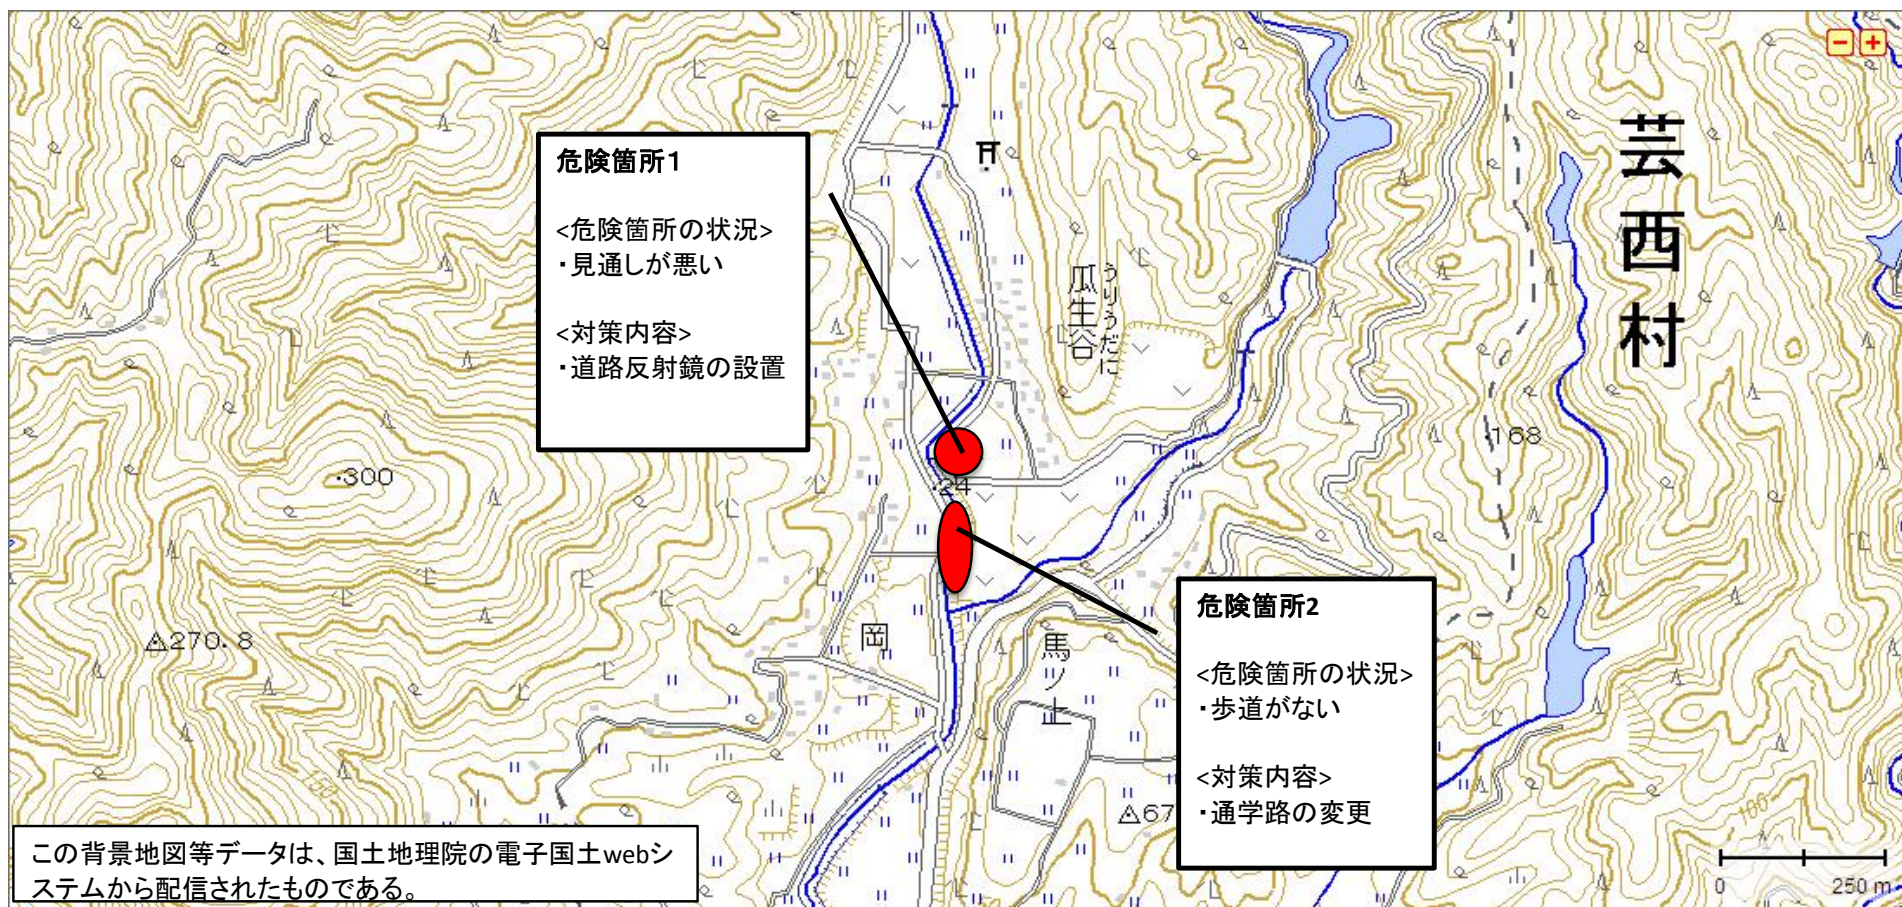 危険箇所1
<危険箇所の状況>
・見通しが悪い
<対策内容>
・道路反射鏡の設置
芸西村
瓜生谷
うりうだに
・168
・300
・24
270.8
岡
馬ノ上
危険箇所2
<危険箇所の状況>
・歩道がない
<対策内容>
・通学路の変更
67
150
100
この背景地図等データは、国土地理院の電子国土webシ
ステムから配信されたものである。
0 250 m